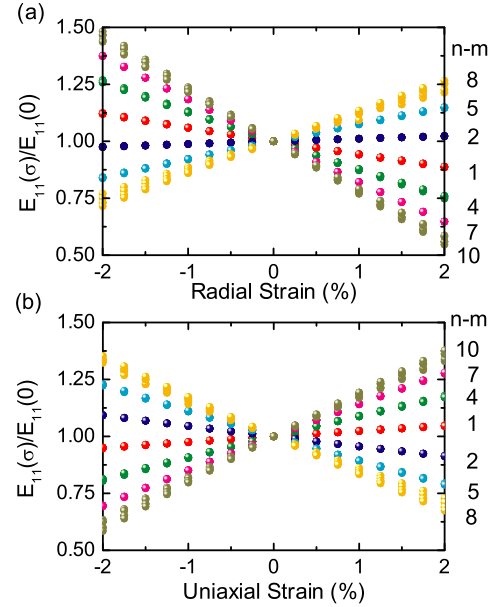 (a)
n-m
1.50
8
1.25
5
2
1.00
1
0.75
4
7
0.50
10
-2 -1 0 1 2
Radial Strain (%)
E11(σ)/E11(0)
(b)
n-m
1.50
10
7
1.25
4
1
1.00
2
0.75
5
8
0.50
-2 -1 0 1 2
Uniaxial Strain (%)
E11(σ)/E11(0)